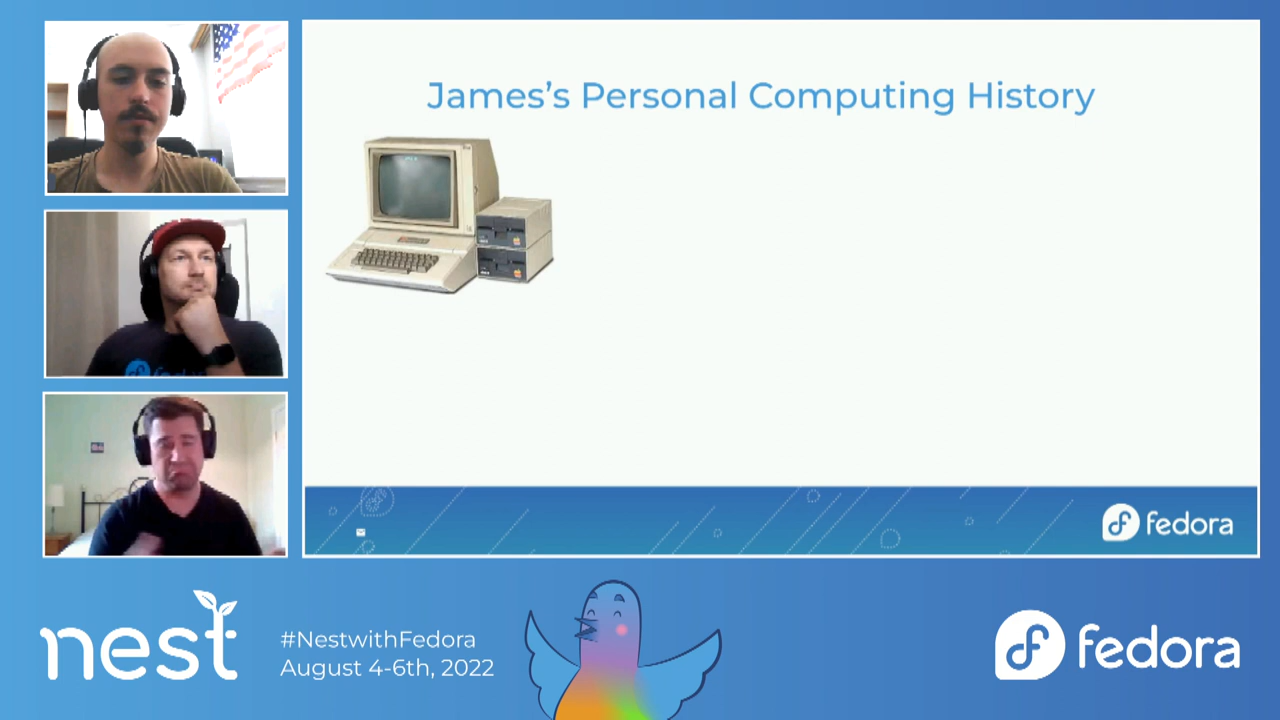 James's Personal Computing History
fedora
nest
#NestwithFedora
August 4-6th, 2022
fedora